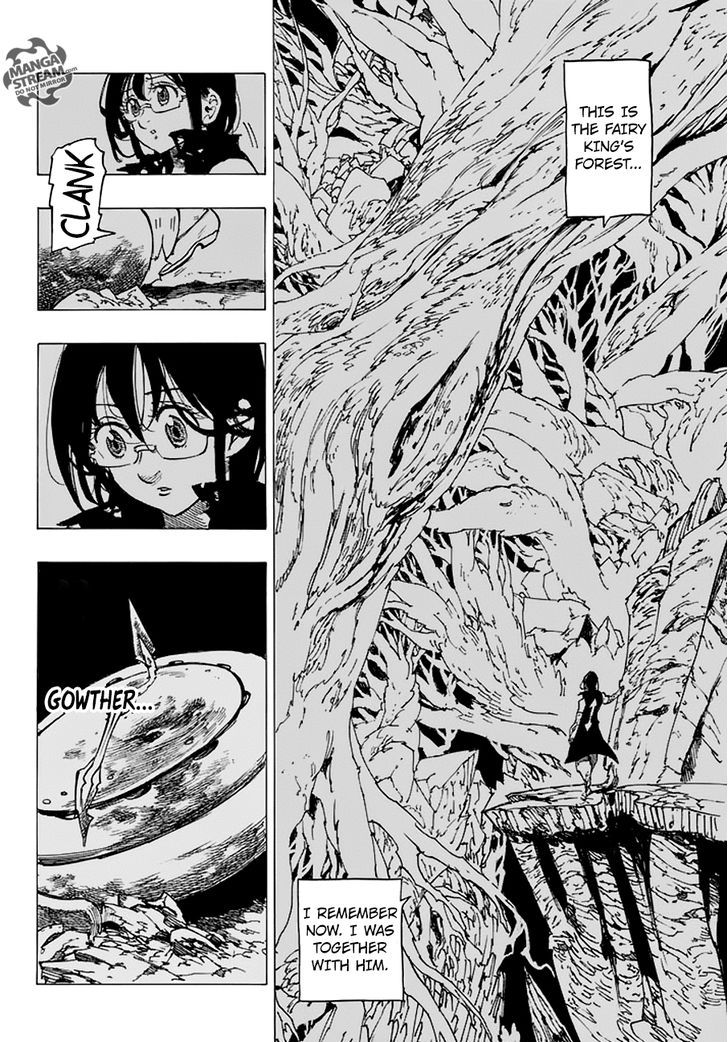 THIS IS
THE FAIRY
KING'S
FOREST...
I REMEMBER
NOW. I WAS
TOGETHER
WITH HIM.
MANGA
STREAM.com
DO NOT MIRROR
CLANK
GOWTHER...